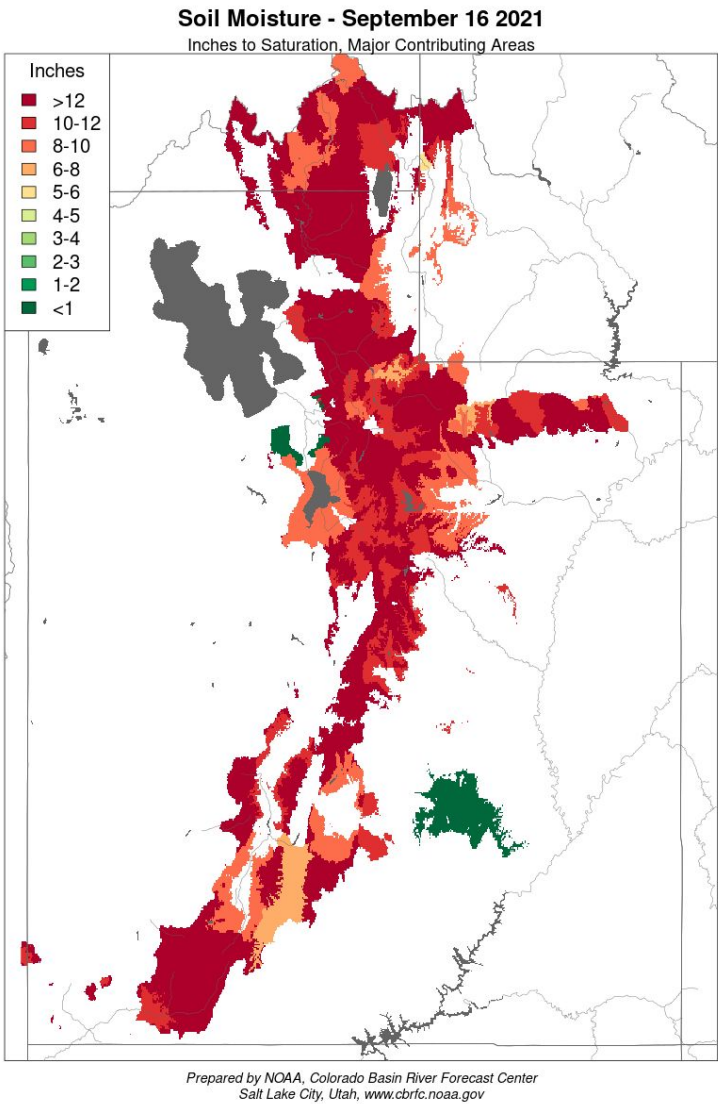 Soil Moisture - September 16 2021
Inches to Saturation, Major Contributing Areas
Inches
>12
10-12
8-10
6-8
5-6
4-5
3-4
2-3
1-2
<1
Prepared by NOAA, Colorado Basin River Forecast Center
Salt Lake City, Utah, www.cbrfc.noaa.gov